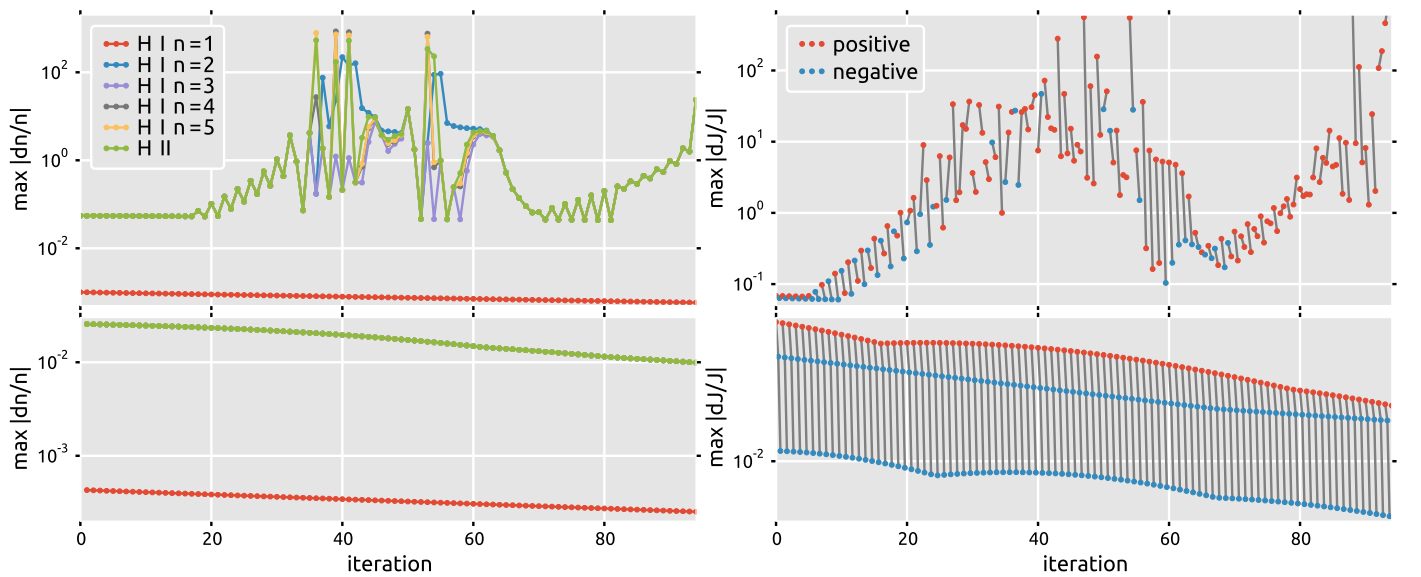 H I n=1
H I n=2
H I n=3
H I n=4
H I n=5
H II
10^2
10^0
10^-2
max |dn/n|
positive
negative
10^2
10^1
10^0
10^-1
max |dJ/J|
10^-2
10^-3
max |dn/n|
0 20 40 60 80
iteration
10^-2
max |dJ/J|
0 20 40 60 80
iteration